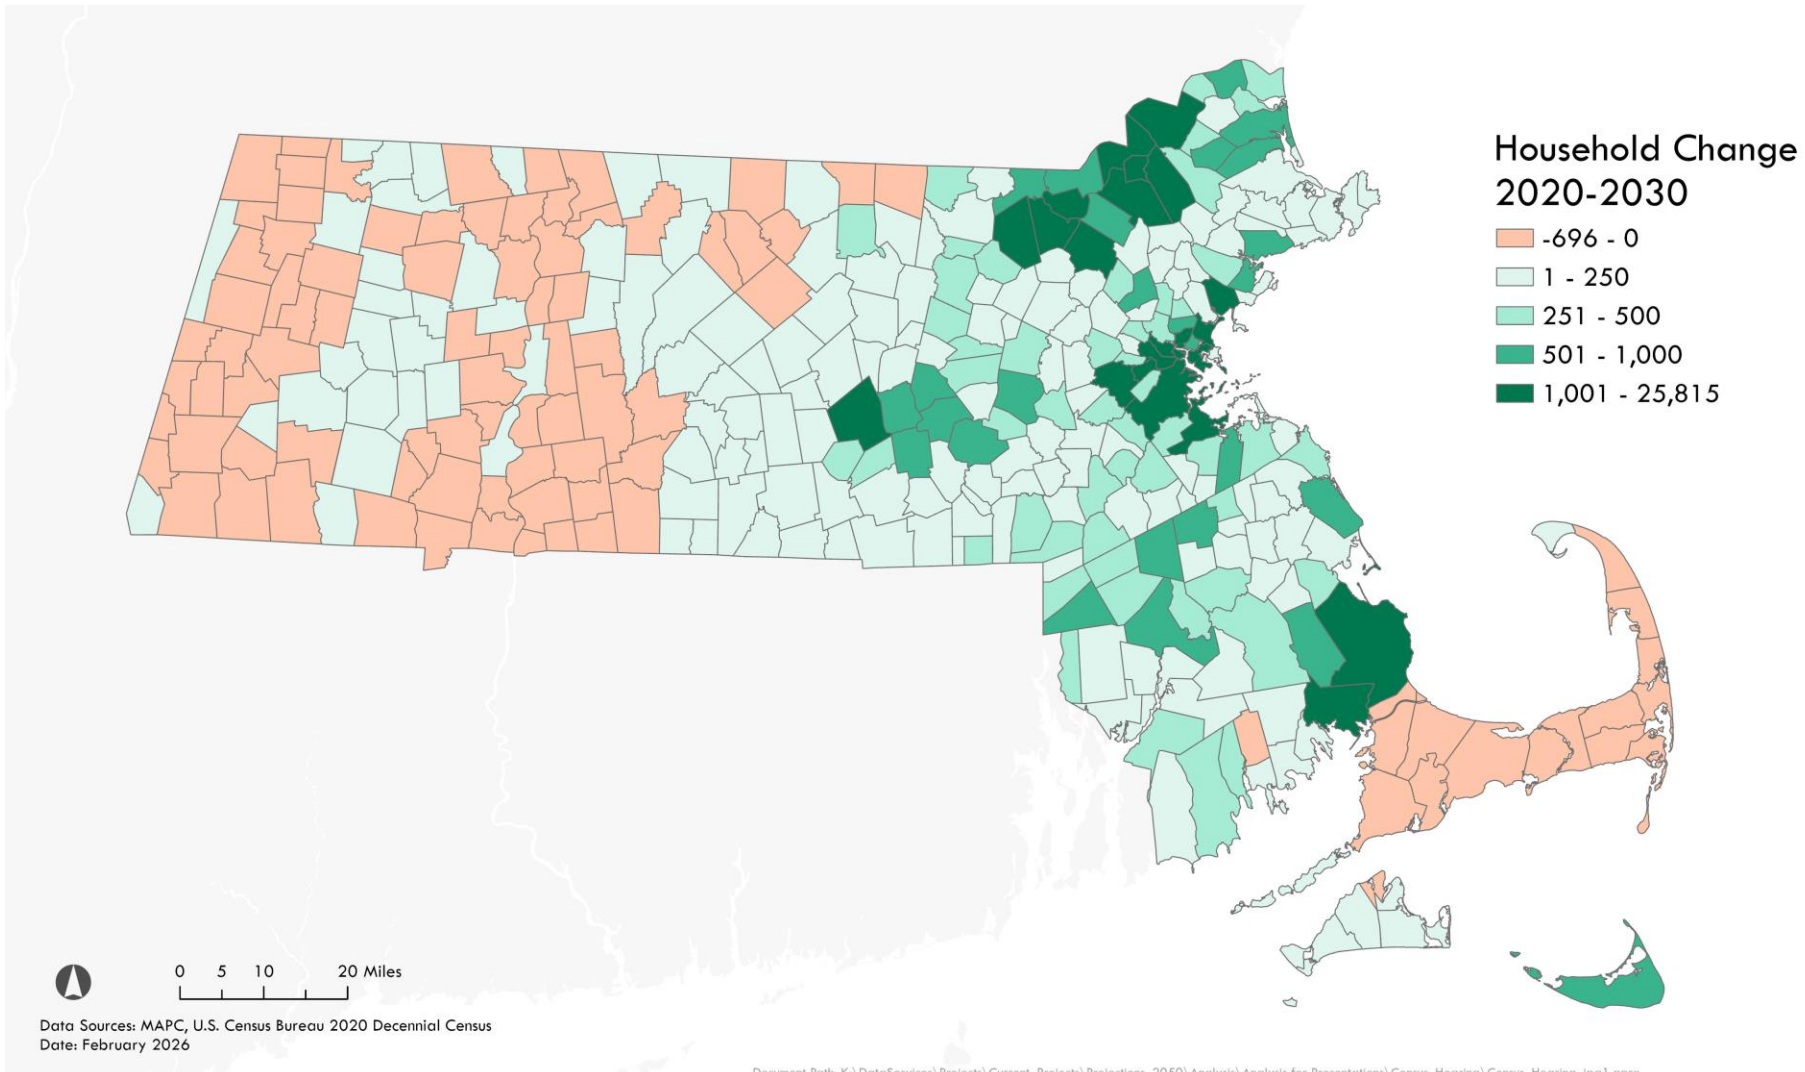 Household Change
2020-2030
-696 - 0
1 - 250
251 - 500
501 - 1,000
1,001 - 25,815
0 5 10 20 Miles
Data Sources: MAPC, U.S. Census Bureau 2020 Decennial Census
Date: February 2026